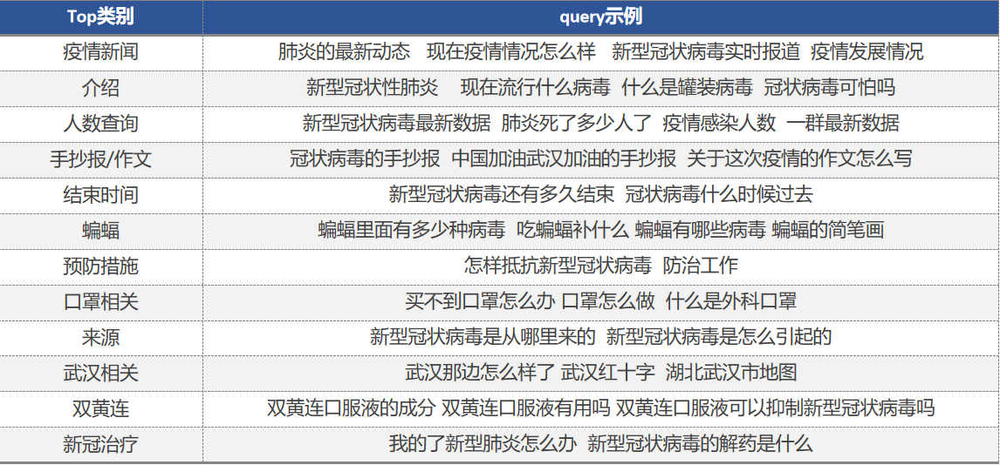 Top类别 query示例
疫情新闻 肺炎的最新动态 现在疫情情况怎么样 新型冠状病毒实时报道 疫情发展情况
介绍 新型冠状性肺炎 现在流行什么病毒 什么是罐装病毒 冠状病毒可怕吗
人数查询 新型冠状病毒最新数据 肺炎死了多少人了 疫情感染人数 一群最新数据
手抄报/作文 冠状病毒的手抄报 中国加油武汉加油的手抄报 关于这次疫情的作文怎么写
结束时间 新型冠状病毒还有多久结束 冠状病毒什么时候过去
蝙蝠 蝙蝠里面有多少种病毒 吃蝙蝠补什么 蝙蝠有哪些病毒 蝙蝠的简笔画
预防措施 怎样抵抗新型冠状病毒 防治工作
口罩相关 买不到口罩怎么办 口罩怎么做 什么是外科口罩
来源 新型冠状病毒是从哪里来的 新型冠状病毒是怎么引起的
武汉相关 武汉那边怎么样了 武汉红十字 湖北武汉市地图
双黄连 双黄连口服液的成分 双黄连口服液有用吗 双黄连口服液可以抑制新型冠状病毒吗
新冠治疗 我的了新型肺炎怎么办 新型冠状病毒的解药是什么